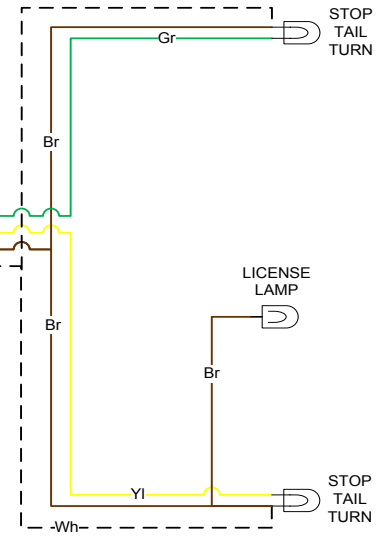 STOP
TAIL
TURN
Gr
Br
LICENSE
LAMP
Br
Br
Yl
STOP
TAIL
TURN
Wh